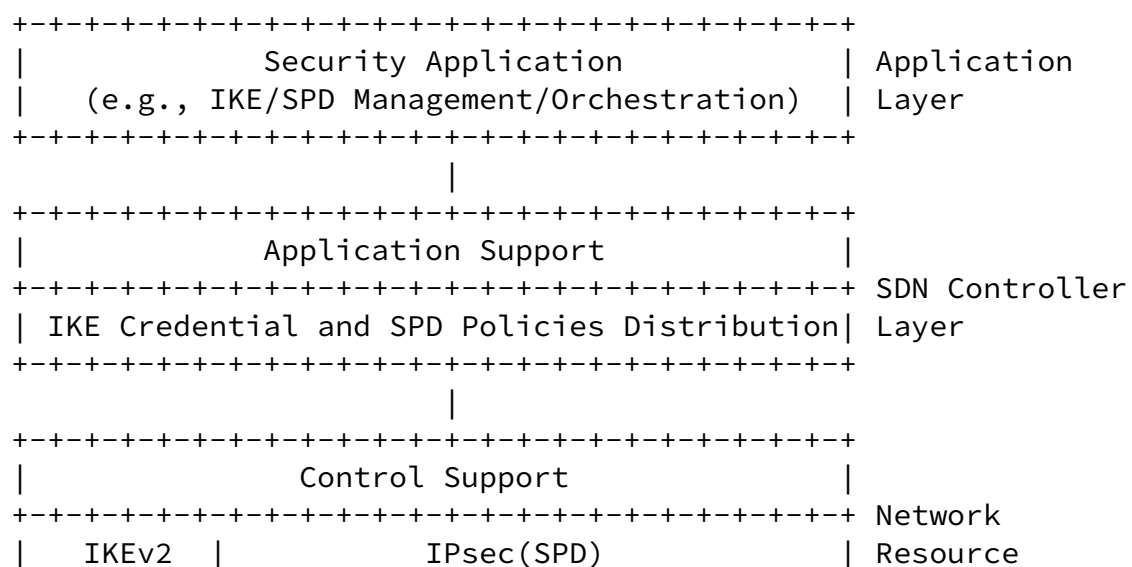 +-+-+-+-+-+-+-+-+-+-+-+-+-+-+-+-+-+-+-+-+-+-+-+
|             Security Application            | Application
|   (e.g., IKE/SPD Management/Orchestration)  | Layer
+-+-+-+-+-+-+-+-+-+-+-+-+-+-+-+-+-+-+-+-+-+-+-+
                        |
+-+-+-+-+-+-+-+-+-+-+-+-+-+-+-+-+-+-+-+-+-+-+-+
|             Application Support             |
+-+-+-+-+-+-+-+-+-+-+-+-+-+-+-+-+-+-+-+-+-+-+-+ SDN Controller
| IKE Credential and SPD Policies Distribution| Layer
+-+-+-+-+-+-+-+-+-+-+-+-+-+-+-+-+-+-+-+-+-+-+-+
                        |
+-+-+-+-+-+-+-+-+-+-+-+-+-+-+-+-+-+-+-+-+-+-+-+
|               Control Support               |
+-+-+-+-+-+-+-+-+-+-+-+-+-+-+-+-+-+-+-+-+-+-+-+ Network
|   IKEv2  |           IPsec(SPD)             | Resource